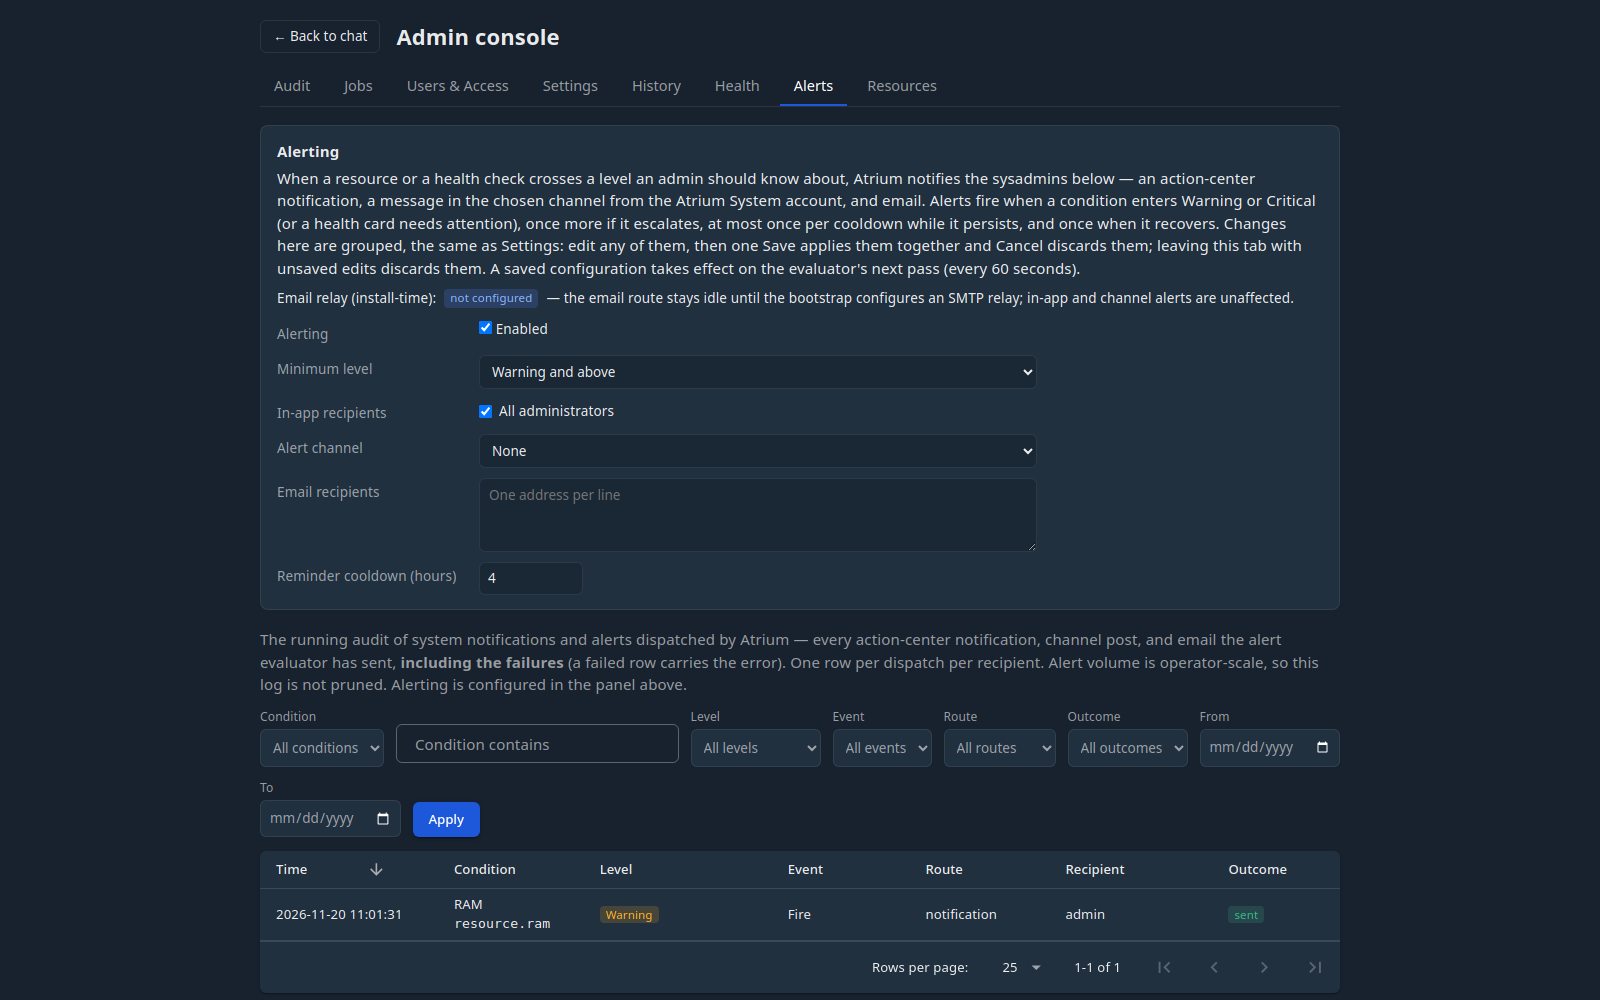 ← Back to chat
Admin console
Audit Jobs Users & Access Settings History Health Alerts Resources
Alerting
When a resource or a health check crosses a level an admin should know about, Atrium notifies the sysadmins below — an action-center
notification, a message in the chosen channel from the Atrium System account, and email. Alerts fire when a condition enters Warning or Critical
(or a health card needs attention), once more if it escalates, at most once per cooldown while it persists, and once when it recovers. Changes
here are grouped, the same as Settings: edit any of them, then one Save applies them together and Cancel discards them; leaving this tab with
unsaved edits discards them. A saved configuration takes effect on the evaluator's next pass (every 60 seconds).
Email relay (install-time): not configured — the email route stays idle until the bootstrap configures an SMTP relay; in-app and channel alerts are unaffected.
Alerting Enabled
Minimum level Warning and above
In-app recipients All administrators
Alert channel None
Email recipients One address per line
Reminder cooldown (hours) 4
The running audit of system notifications and alerts dispatched by Atrium — every action-center notification, channel post, and email the alert
evaluator has sent, including the failures (a failed row carries the error). One row per dispatch per recipient. Alert volume is operator-scale, so this
log is not pruned. Alerting is configured in the panel above.
Condition Level Event Route Outcome From
All conditions Condition contains All levels All events All routes All outcomes mm/dd/yyyy
To
mm/dd/yyyy Apply
Time Condition Level Event Route Recipient Outcome
2026-11-20 11:01:31 RAM Warning Fire notification admin sent
resource.ram
Rows per page: 25 1-1 of 1